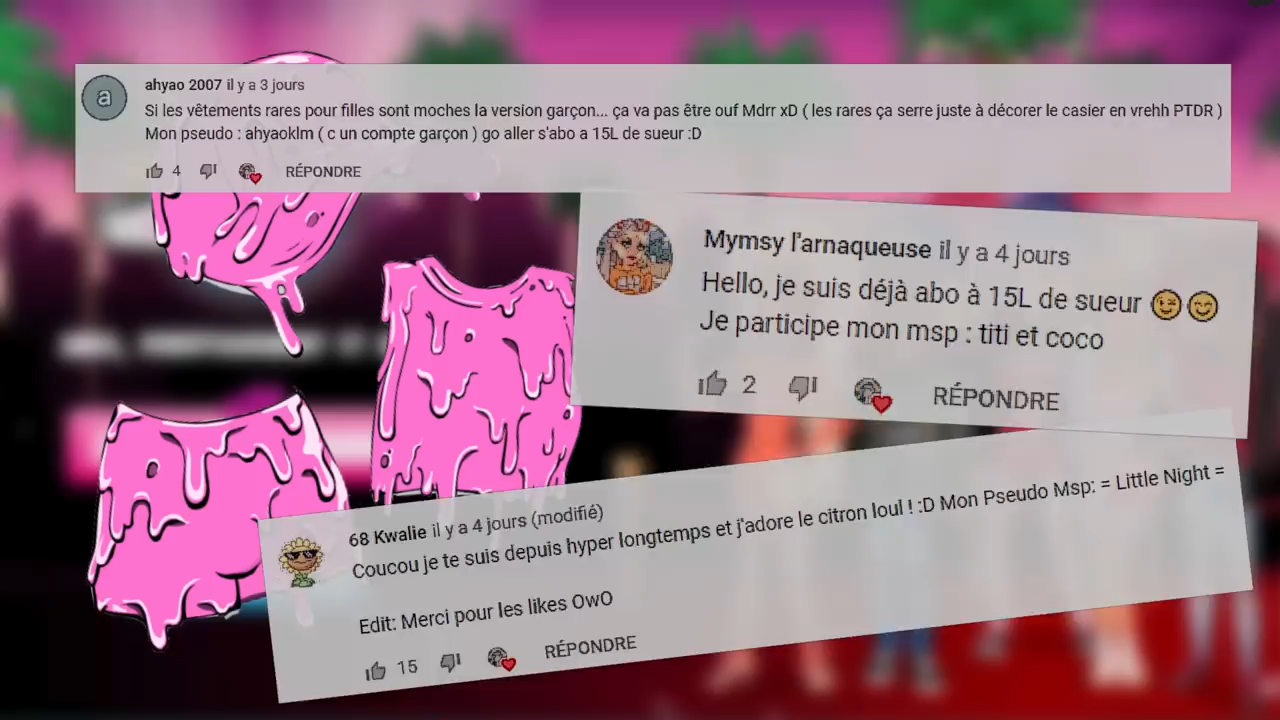 a
ahyao 2007 il y a 3 jours
Si les vêtements rares pour filles sont moches la version garçon... ça va pas être ouf Mdrr xD ( les rares ça serre juste à décorer le casier en vrehh PTDR )
Mon pseudo : ahyaoklm ( c un compte garçon ) go aller s'abo a 15L de sueur :D
4 RÉPONDRE
Mymsy l'arnaqueuse il y a 4 jours
Hello, je suis déjà abo à 15L de sueur 😉😊
Je participe mon msp : titi et coco
2 RÉPONDRE
68 Kwalie il y a 4 jours (modifié)
Coucou je te suis depuis hyper longtemps et j'adore le citron loul ! :D Mon Pseudo Msp: = Little Night =
Edit: Merci pour les likes OwO
15 RÉPONDRE